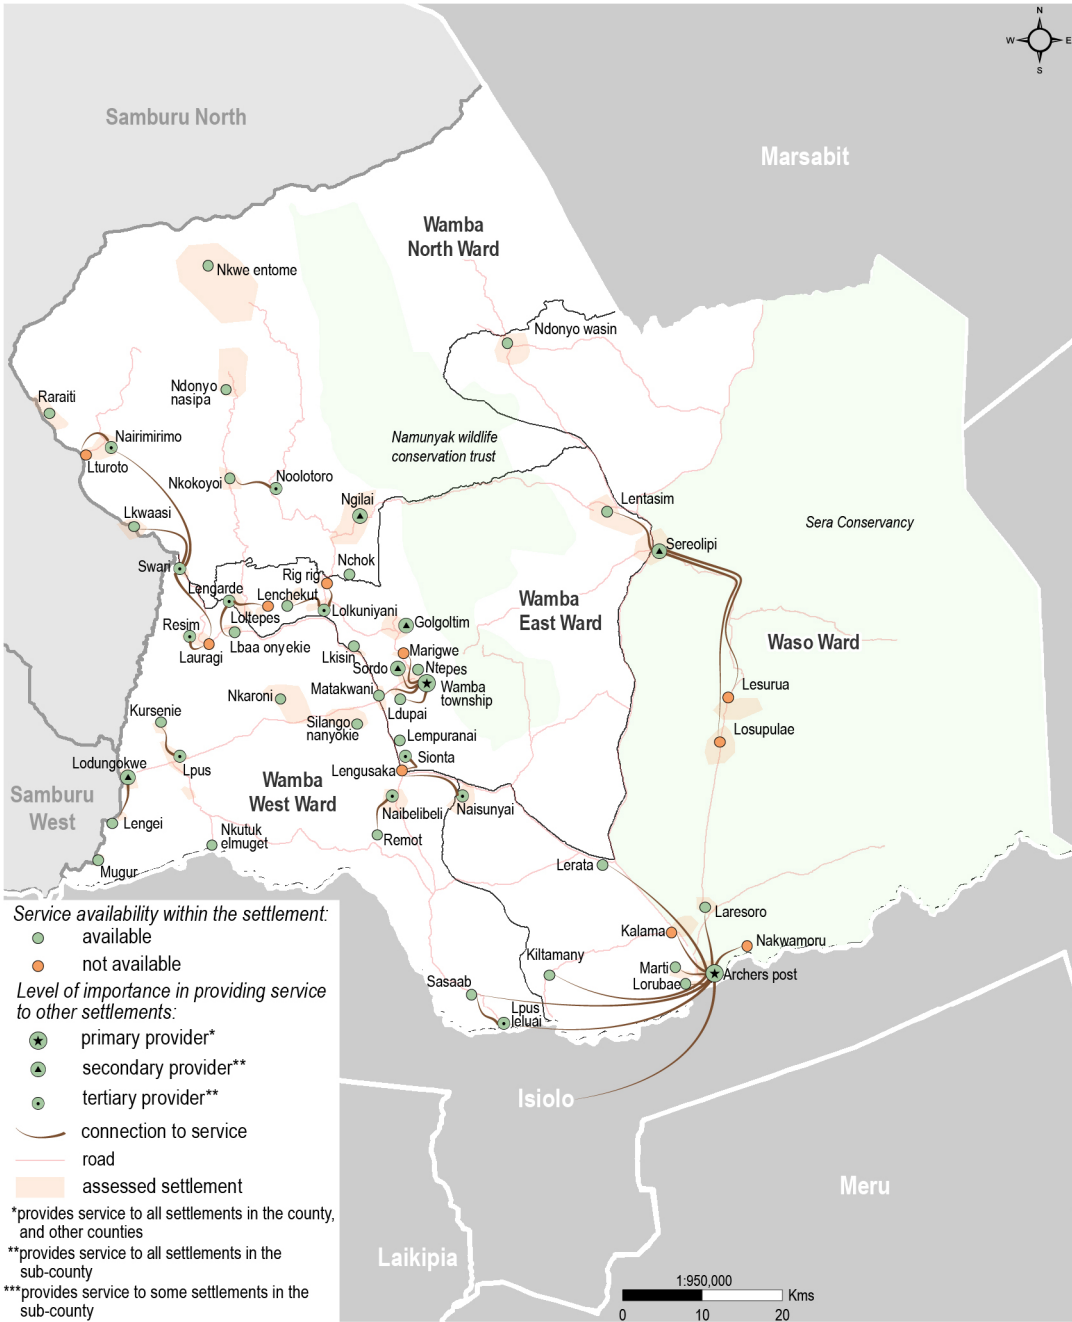 N
W
E
S
Samburu North
Marsabit
Wamba
North Ward
Nkwe entome
Ndonyo wasin
Ndonyo
nasipa
Raraiti
Namunyak wildlife
conservation trust
Nairimirimo
Lturoto
Nkokoyoi
Noolotoro
Ngilai
Lentasim
Lkwaasi
Sera Conservancy
Sereolipi
Swari
Nchok
Rig rig
Lengarde
Lenchekut
Loltepes
Lolkuniyani
Wamba
East Ward
Golgoltim
Resim
Lbaa onyekie
Lauragi
Lkisin
Marigwe
Waso Ward
Sordo
Ntepes
Matakwani
Wamba
township
Lesurua
Nkaroni
Ldupai
Kursenie
Silango
nanyokie
Lempuranai
Losupulae
Sionta
Lodungokwe
Lpus
Lengusaka
Wamba
West Ward
Samburu
West
Naibelibeli
Naisunyai
Lengei
Nkutuk
elmuget
Remot
Mugur
Lerata
Laresoro
Kalama
Nakwamoru
Kiltamany
Marti
Archers post
Lorubae
Sasaab
Lpus
leluai
Isiolo
Meru
Laikipia
Service availability within the settlement:
available
not available
Level of importance in providing service
to other settlements:
primary provider*
secondary provider**
tertiary provider**
connection to service
road
assessed settlement
*provides service to all settlements in the county,
and other counties
**provides service to all settlements in the
sub-county
***provides service to some settlements in the
sub-county
1:950,000
Kms
0
10
20